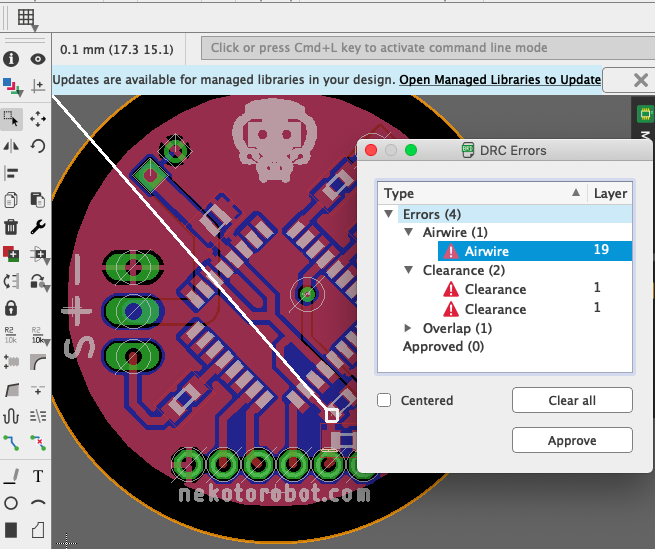 0.1 mm (17.3 15.1)
Click or press Cmd+L key to activate command line mode
Updates are available for managed libraries in your design. Open Managed Libraries to Update
DRC Errors
Type Layer
Errors (4)
Airwire (1)
Airwire 19
Clearance (2)
Clearance 1
Clearance 1
Overlap (1)
Approved (0)
Centered
Clear all
Approve
R2 R2
10k 10k
T
S+-
nekotorobot.com